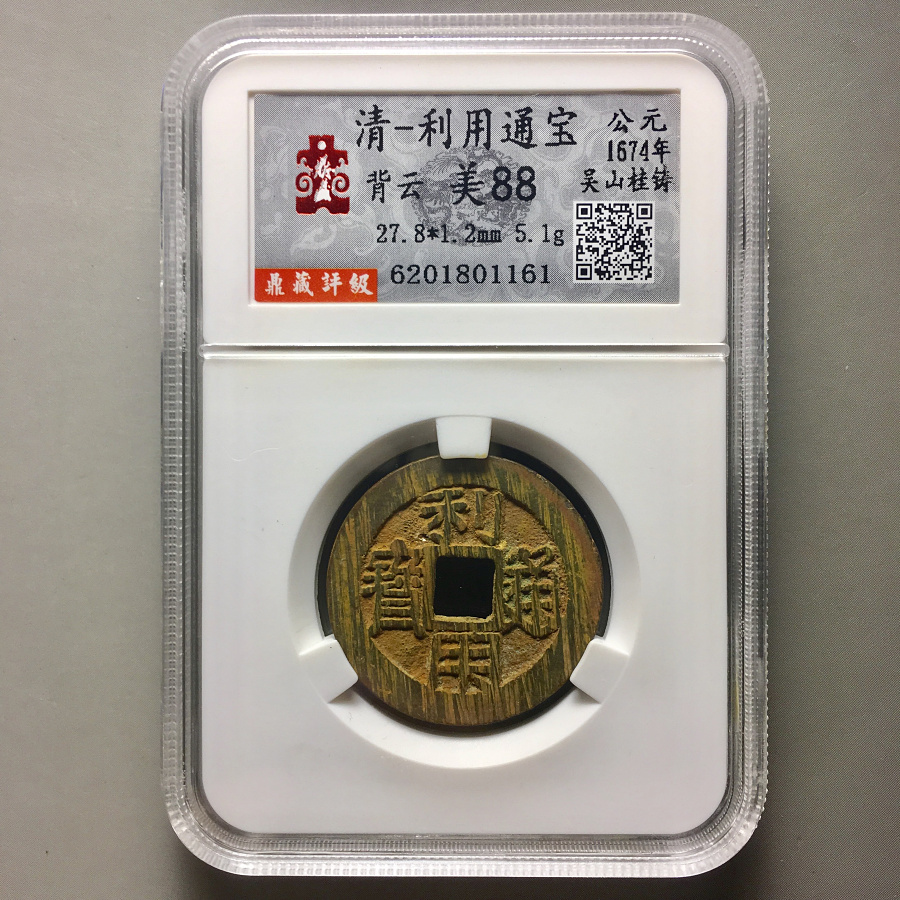 清-利用通宝
公元
1674年
吴山桂铸
背云 美88
27.8*1.2mm 5.1g
鼎藏評級
6201801161
利用通寳